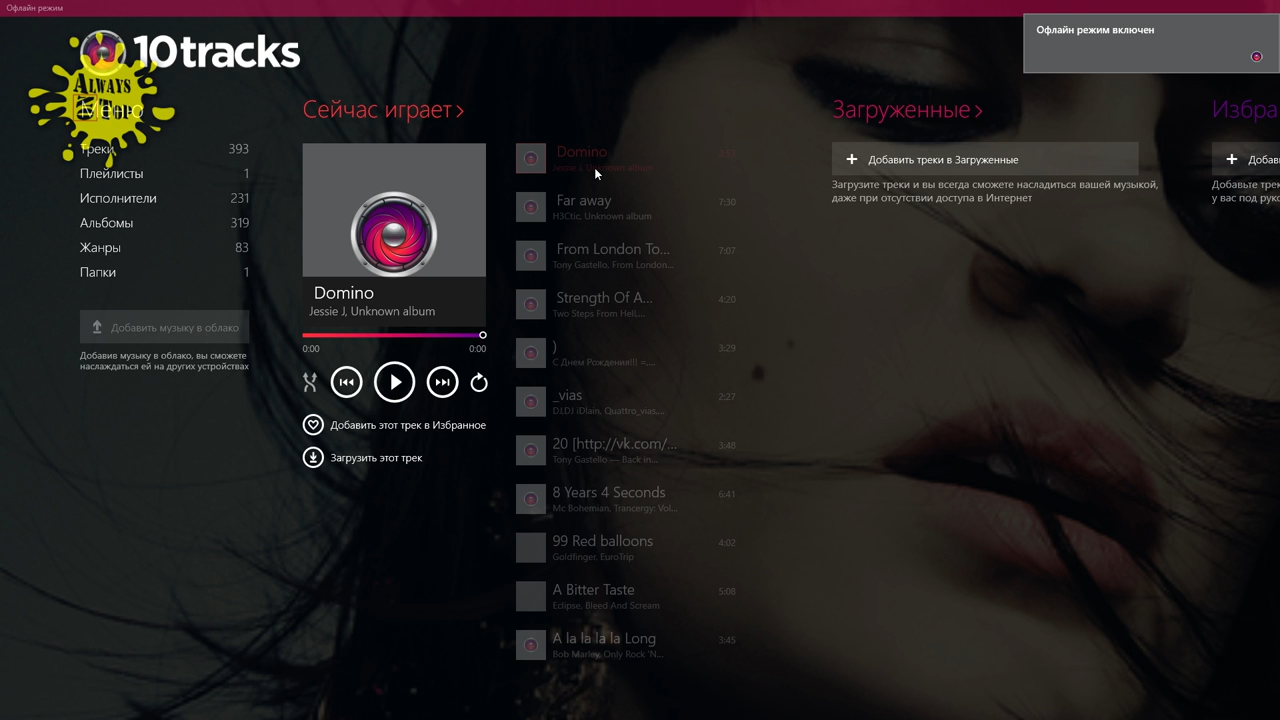 Офлайн режим
Офлайн режим включен
10tracks
ALWAYS
Меню
Треки 393
Плейлисты 1
Исполнители 231
Альбомы 319
Жанры 83
Папки 1
Добавить музыку в облако
Добавив музыку в облако, вы сможете
наслаждаться ей на других устройствах
Сейчас играет
Domino
Jessie J, Unknown album
0:00 0:00
Добавить этот трек в Избранное
Загрузить этот трек
Domino
Far away 7:30
H3Ctic, Unknown album
From London To... 7:07
Tony Gastello, From London...
Strength Of A... 4:20
Two Steps From Hell,...
) 3:29
С Днем Рождения!!! =,...
_vias 2:27
D.I.DJ iDlain, Quattro_vias,...
20 [http://vk.com/... 3:48
Tony Gastello — Back in...
8 Years 4 Seconds 6:41
Mc Bohemian, Trancergy: Vol...
99 Red balloons 4:02
Goldfinger, EuroTrip
A Bitter Taste 5:08
Eclipse, Bleed And Scream
A la la la la Long 3:45
Bob Marley, Only Rock 'N...
Загруженные
Добавить треки в Загруженные
Загрузите треки и вы всегда сможете насладиться вашей музыкой,
даже при отсутствии доступа в Интернет
Избра
Добав
Добавьте трек
у вас под руко